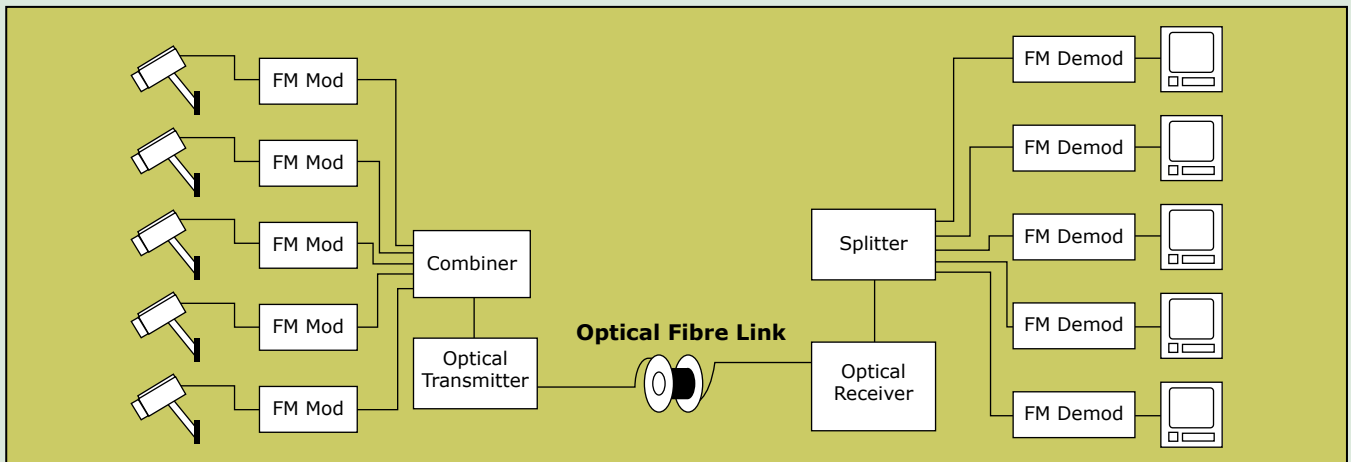 FM Mod
FM Mod
FM Mod
FM Mod
FM Mod
Combiner
Optical
Transmitter
Optical Fibre Link
Splitter
Optical
Receiver
FM Demod
FM Demod
FM Demod
FM Demod
FM Demod